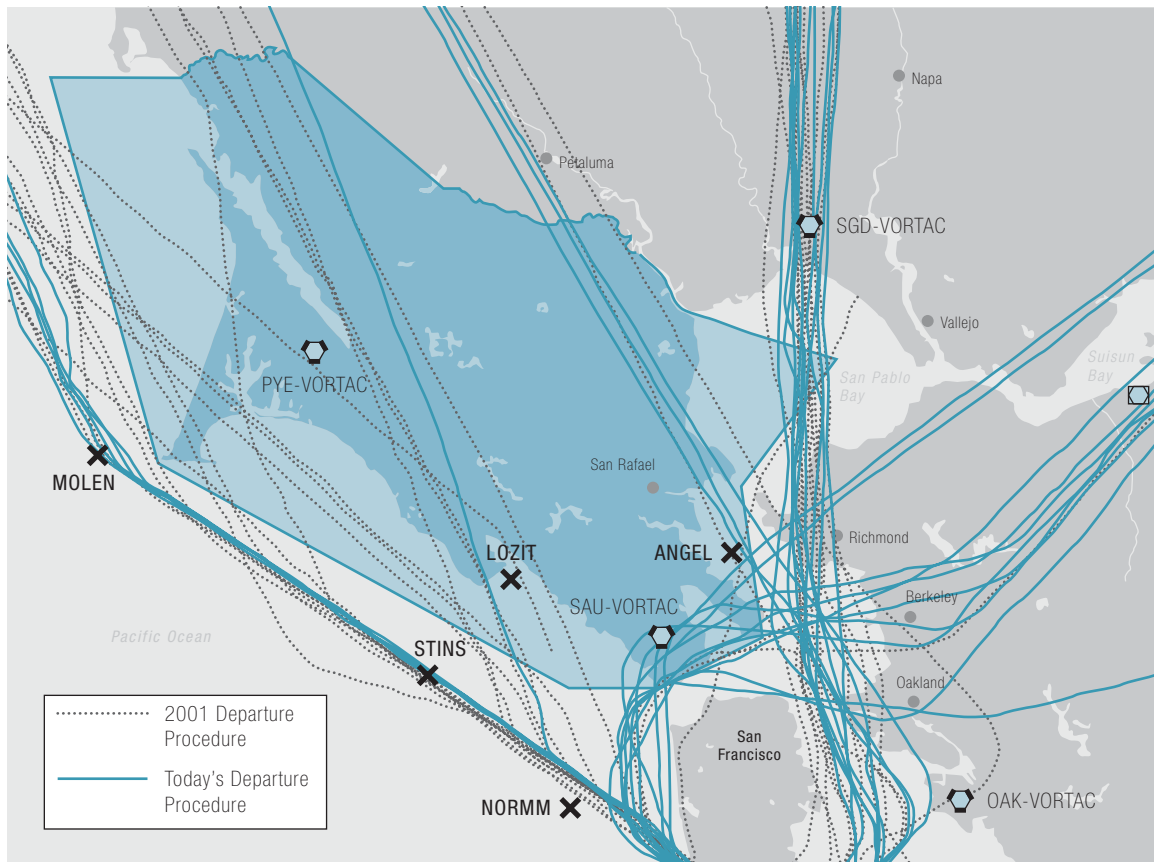 Napa
Petaluma
SGD-VORTAC
Vallejo
Suisun
Bay
San Pablo
Bay
PYE-VORTAC
San Rafael
MOLEN
Richmond
LOZIT
ANGEL
SAU-VORTAC
Berkeley
Pacific Ocean
STINS
Oakland
San
Francisco
2001 Departure
Procedure
Today's Departure
Procedure
NORMM
OAK-VORTAC